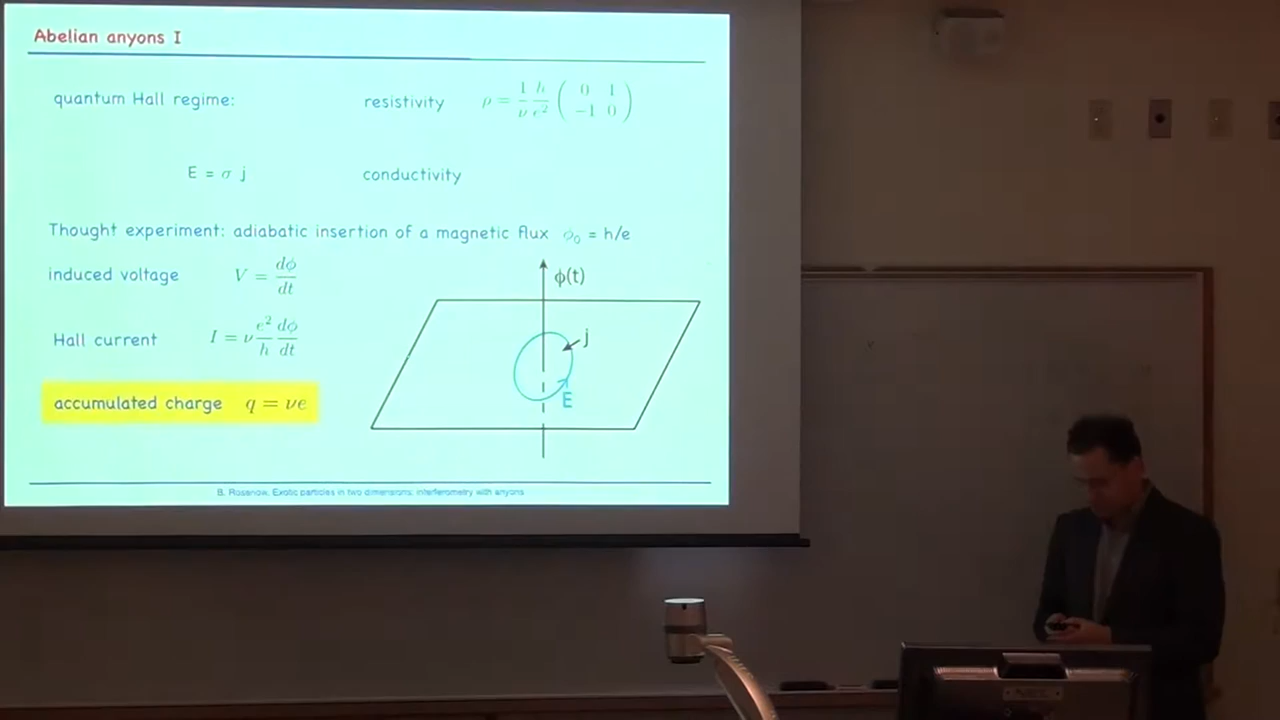 Abelian anyons I
quantum Hall regime: resistivity ρ = 1/ν h/e² ( 0 1 −1 0 )
E = σ j conductivity
Thought experiment: adiabatic insertion of a magnetic flux ϕ₀ = h/e
induced voltage V = dϕ/dt
ϕ(t)
Hall current I = ν e²/h dϕ/dt
j
E
accumulated charge q = νe
B. Rosenow, Exotic particles in two dimensions: interferometry with anyons
NEC